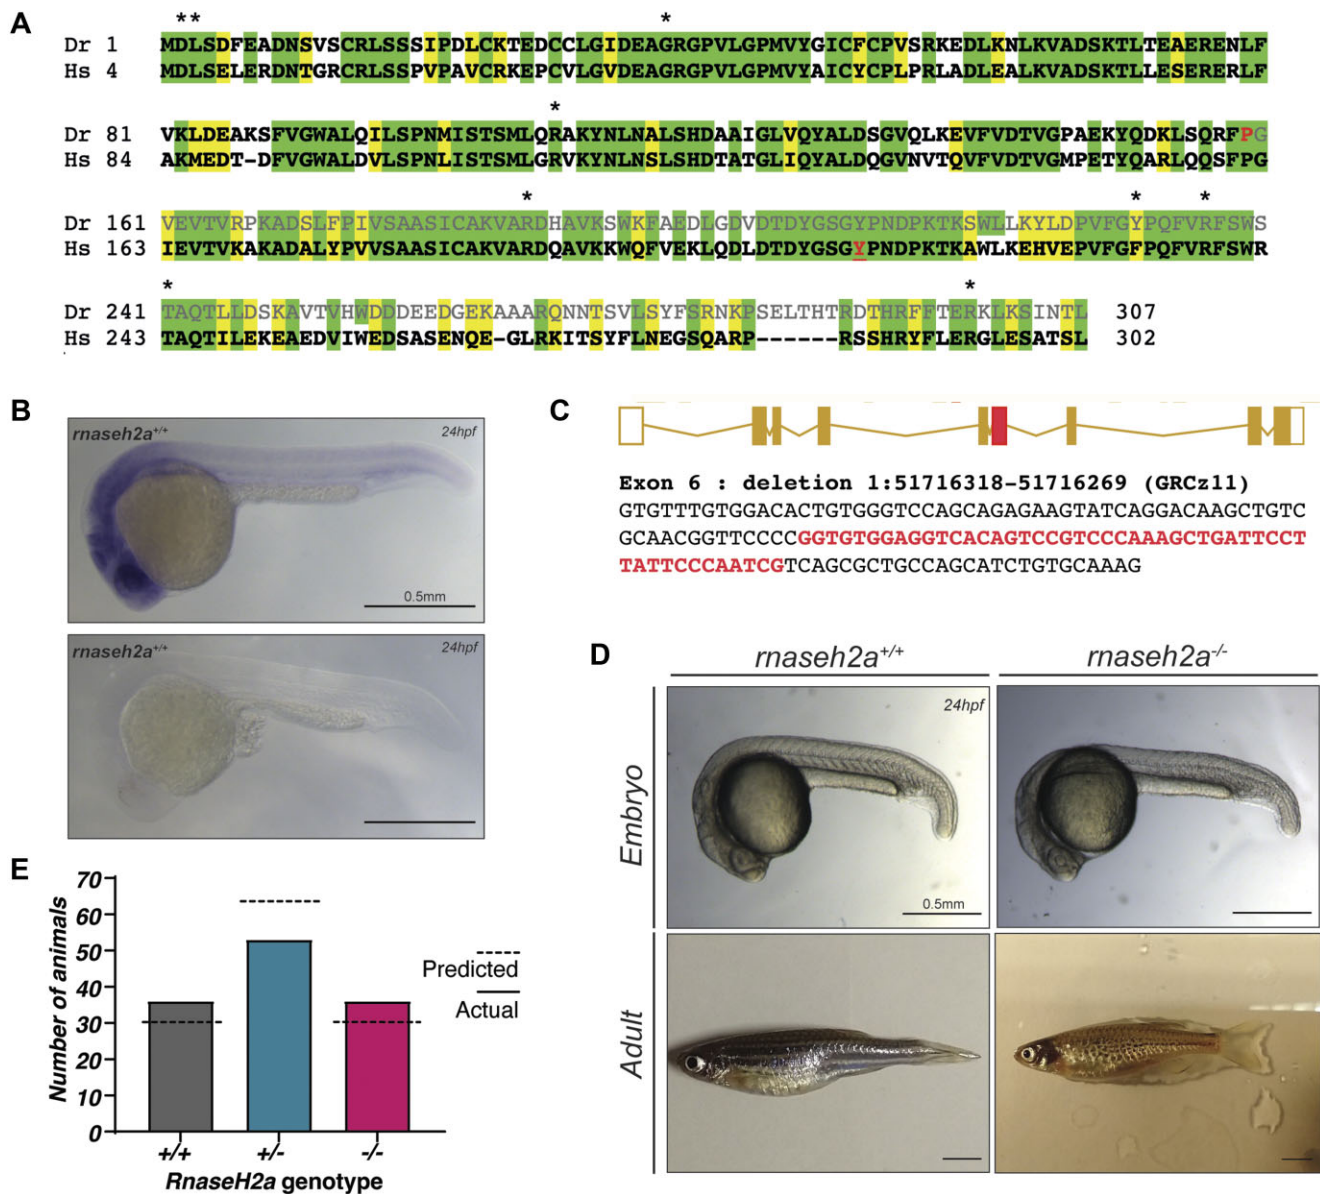 A
** *
Dr 1 MDLSDFEADNSVSCRLSSSIPDLCKTEDCCLGIDEAGRGPVLGPMVYGICFCPVSRKEDLKNLKVADSKTLTEAERENLF
Hs 4 MDLSELERDNTGRCRLSSPVPAVCRKEPCVLGVDEAGRGPVLGPMVYAICYCPLPRLADLEALKVADSKTLLESERERLF
*
Dr 81 VKLDEAKSFVGWALQILSPNMISTSMLQRAKYNLNALSHDAAIGLVQYALDSGVQLKEVFVDTVGPAEKYQDKLSQRFPG
Hs 84 AKMEDT-DFVGWALDVLSPNLISTSMLGRVKYNLNSLSHDTATGLIQYALDQGVNVTQVFVDTVGMPETYQARLQQSFPG
* * *
Dr 161 VEVTVRPKADSLFPIVSAASICAKVARDHAVKSWKFAEDLGDVDTDYGSGYPNDPKTKSWLLKYLDPVFGYPQFVRFSWS
Hs 163 IEVTVKAKADALYPVVSAASICAKVARDQAVKKWQFVEKLQDLDTDYGSGYPNDPKTKAWLKEHVEPVFGFPQFVRFSWR
* *
Dr 241 TAQTLLDSKAVTVHWDDDEEDGEKAAARQNNTSVLSYFSRNKPSELTHTRDTHRFFTERKLKSINTL 307
Hs 243 TAQTILEKEAEDVIWEDSASENQE-GLRKITSYFLNEGSQARP------RSSHRYFLERGLESATSL 302
B
rnaseh2a+/+ 24hpf
0.5mm
rnaseh2a+/+ 24hpf
C
Exon 6 : deletion 1:51716318-51716269 (GRCz11)
GTGTTTGTGGACACTGTGGGTCCAGCAGAGAAGTATCAGGACAAGCTGTC
GCAACGGTTCCCCGGTGTGGAGGTCACAGTCCGTCCCAAAGCTGATTCCT
TATTCCCAATCGTCAGCGCTGCCAGCATCTGTGCAAAG
D
rnaseh2a+/+ rnaseh2a-/-
Embryo
24hpf
0.5mm
Adult
E
Number of animals
70
60
50
40
30
20
10
0
+/+ +/- -/-
RnaseH2a genotype
Predicted
Actual